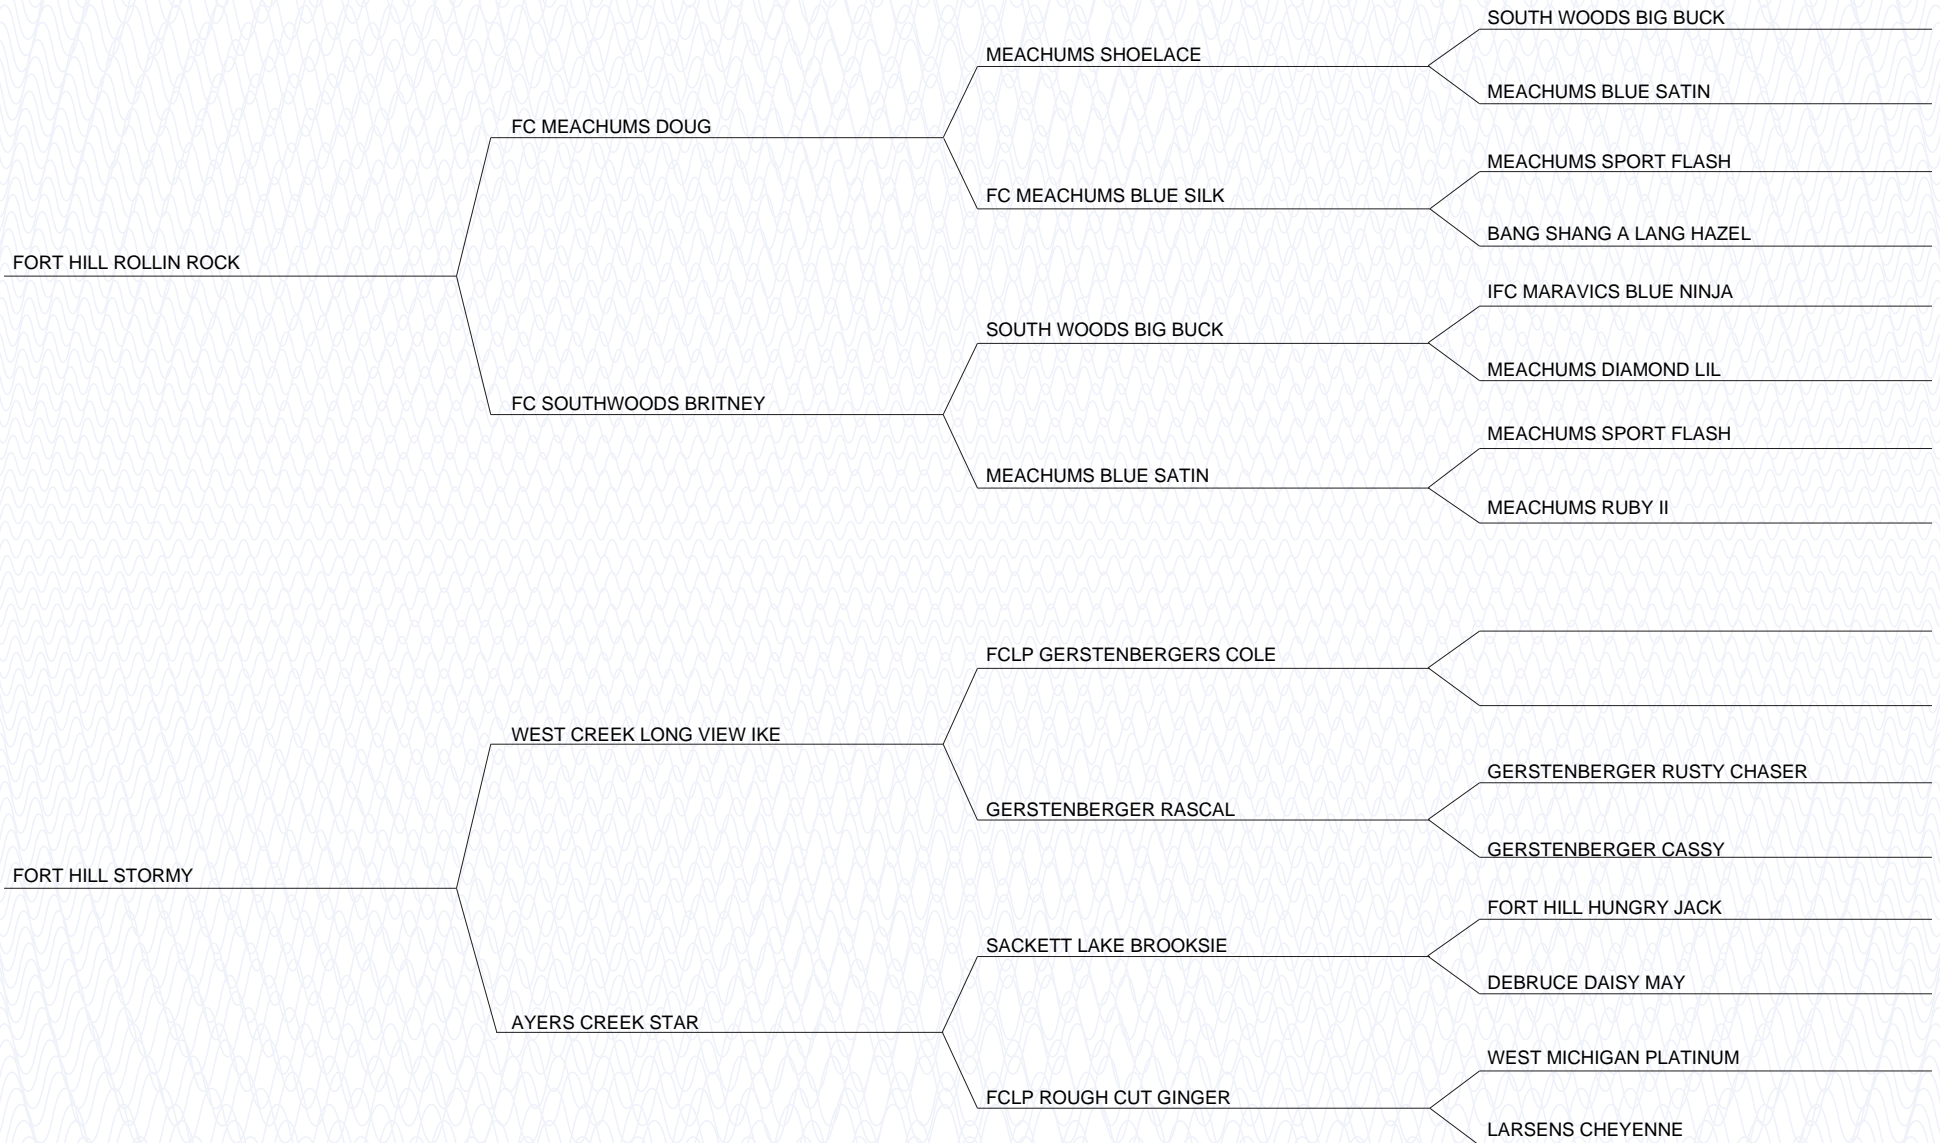 SOUTH WOODS BIG BUCK
MEACHUMS SHOELACE
MEACHUMS BLUE SATIN
FC MEACHUMS DOUG
MEACHUMS SPORT FLASH
FC MEACHUMS BLUE SILK
BANG SHANG A LANG HAZEL
FORT HILL ROLLIN ROCK
IFC MARAVICS BLUE NINJA
SOUTH WOODS BIG BUCK
MEACHUMS DIAMOND LIL
FC SOUTHWOODS BRITNEY
MEACHUMS SPORT FLASH
MEACHUMS BLUE SATIN
MEACHUMS RUBY II
FCLP GERSTENBERGERS COLE
WEST CREEK LONG VIEW IKE
GERSTENBERGER RUSTY CHASER
GERSTENBERGER RASCAL
GERSTENBERGER CASSY
FORT HILL STORMY
FORT HILL HUNGRY JACK
SACKETT LAKE BROOKSIE
DEBRUCE DAISY MAY
AYERS CREEK STAR
WEST MICHIGAN PLATINUM
FCLP ROUGH CUT GINGER
LARSENS CHEYENNE